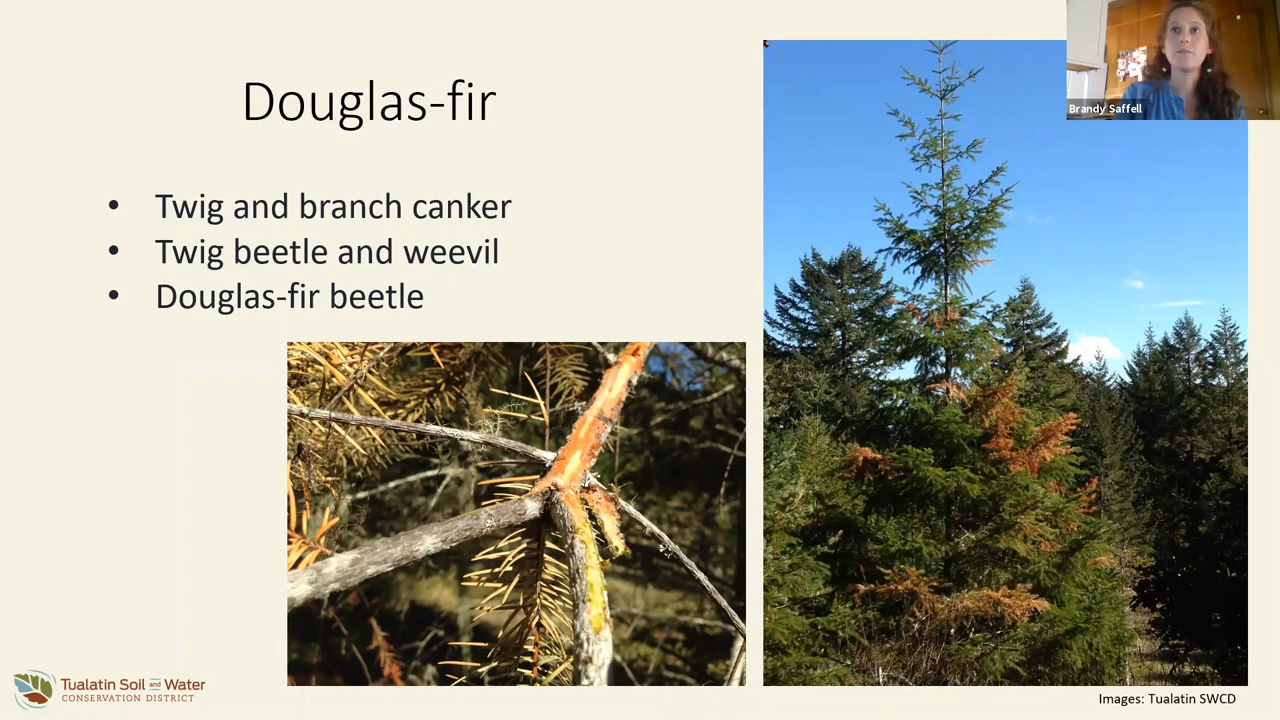 Douglas-fir
• Twig and branch canker
• Twig beetle and weevil
• Douglas-fir beetle
Brandy Saffell
Tualatin Soil and Water
CONSERVATION DISTRICT
Images: Tualatin SWCD